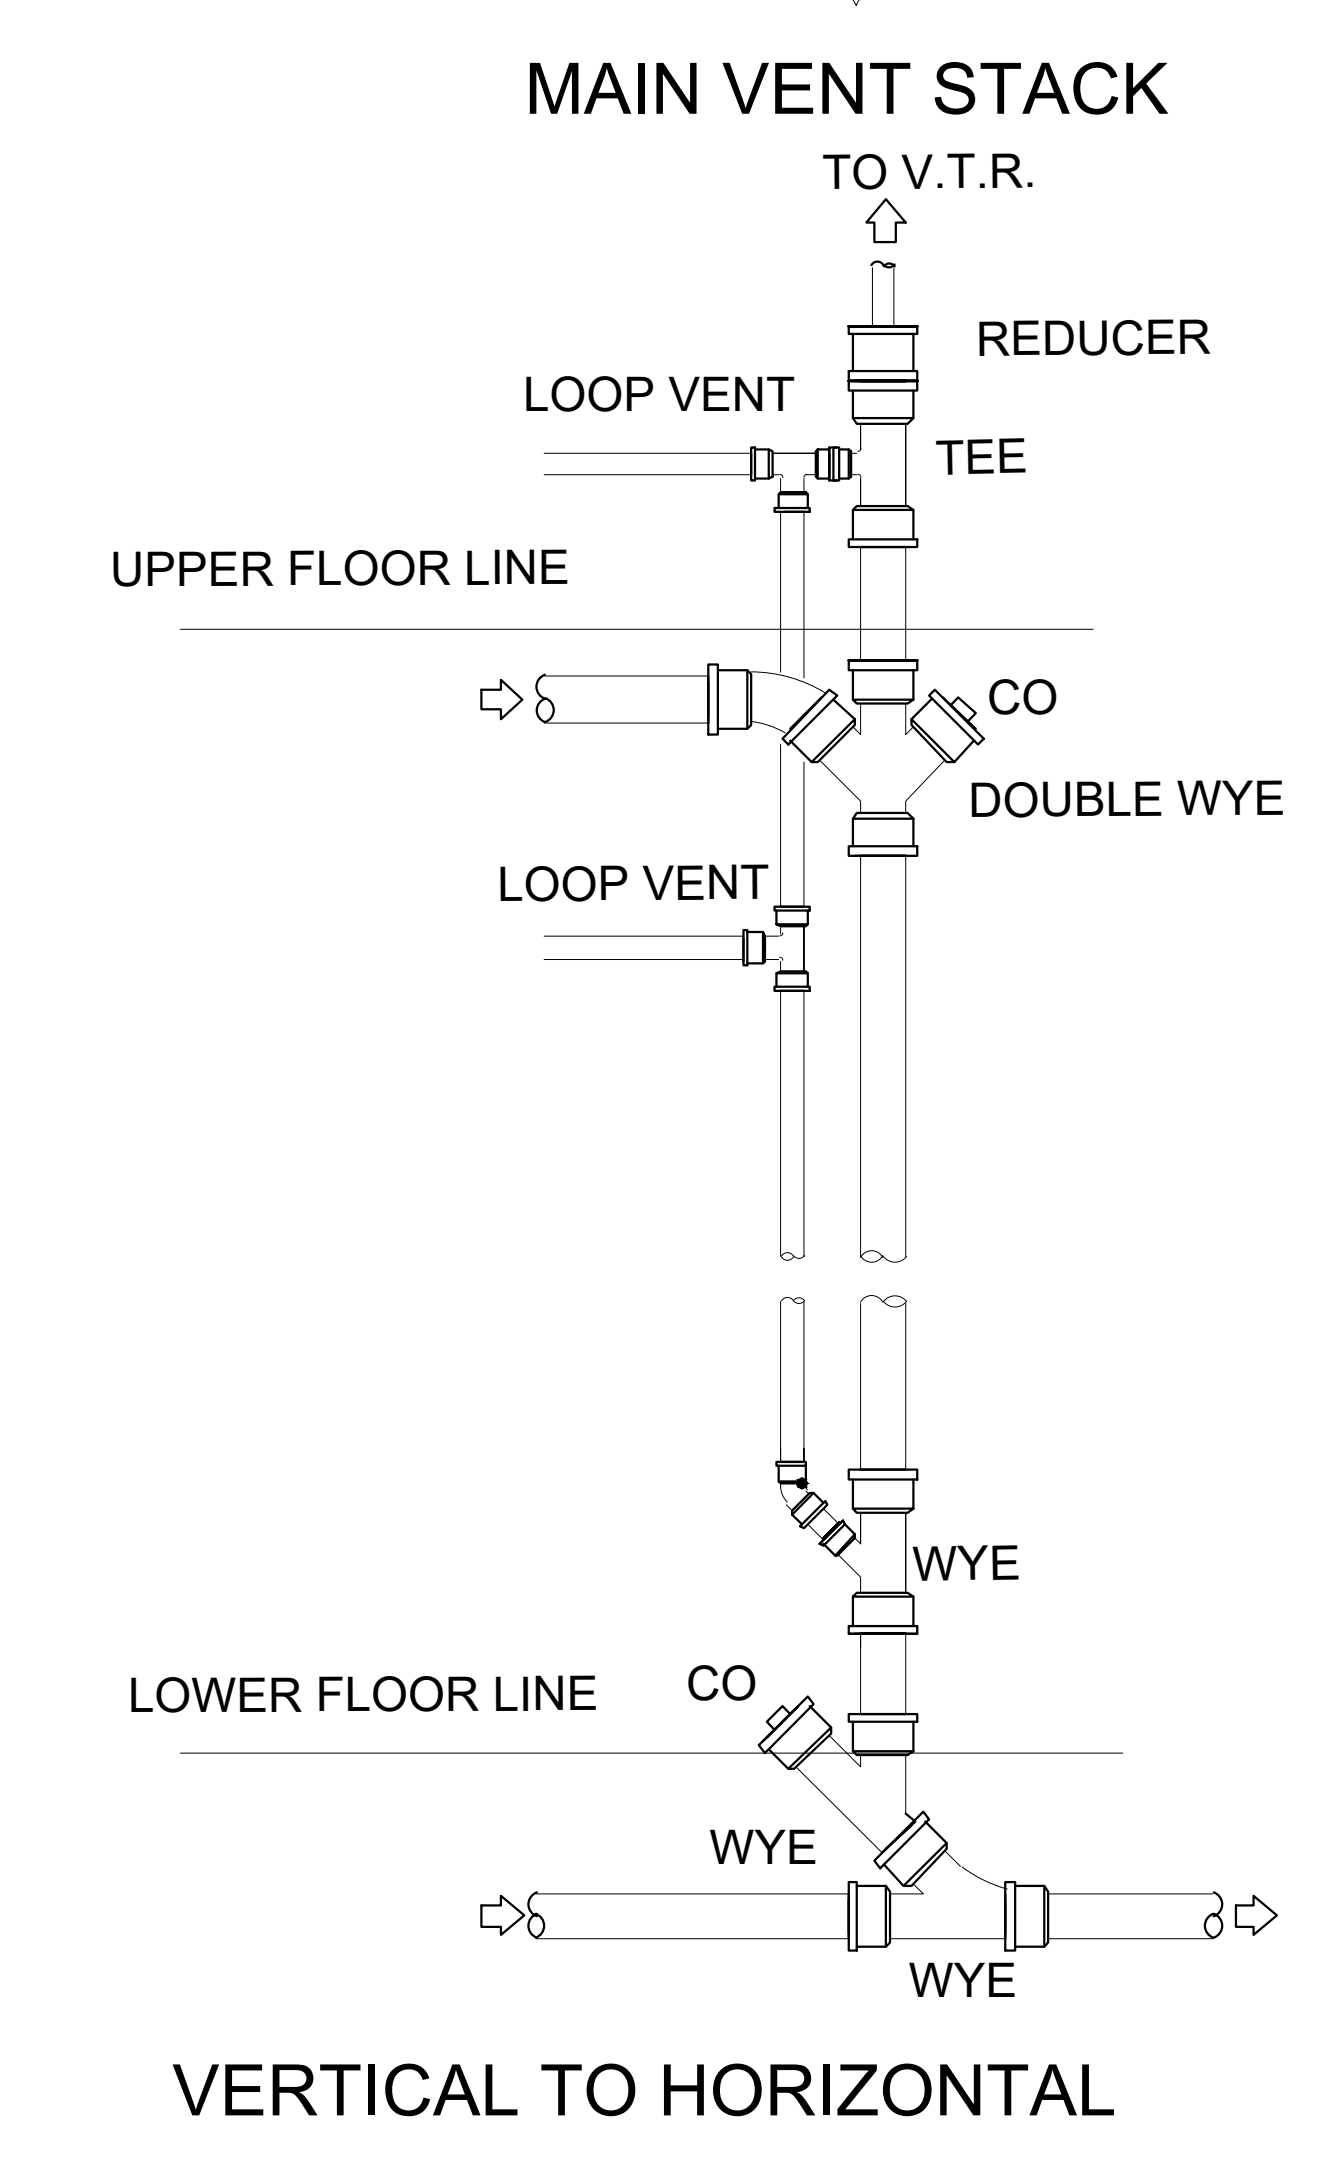 MAIN VENT STACK
TO V.T.R.
REDUCER
LOOP VENT
TEE
UPPER FLOOR LINE
CO
DOUBLE WYE
LOOP VENT
WYE
CO
LOWER FLOOR LINE
WYE
WYE
VERTICAL TO HORIZONTAL